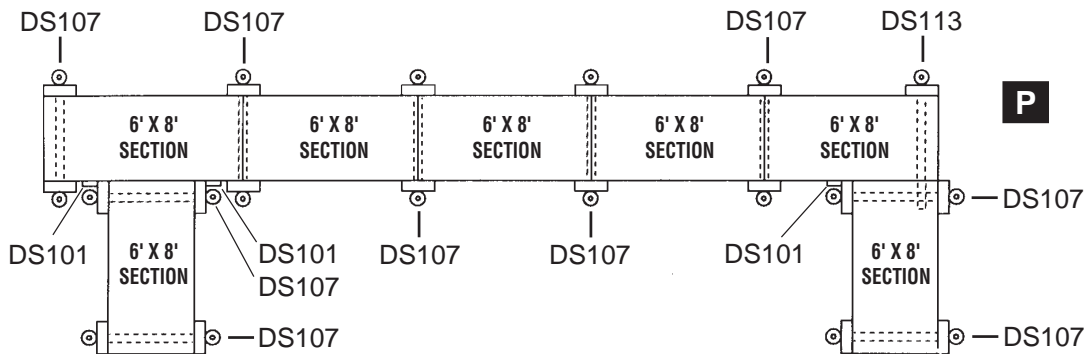 DS107
DS107
DS107
DS113
P
6' X 8'
SECTION
6' X 8'
SECTION
6' X 8'
SECTION
6' X 8'
SECTION
6' X 8'
SECTION
DS107
DS101
DS101
DS107
DS107
DS107
DS101
6' X 8'
SECTION
6' X 8'
SECTION
DS107
DS107